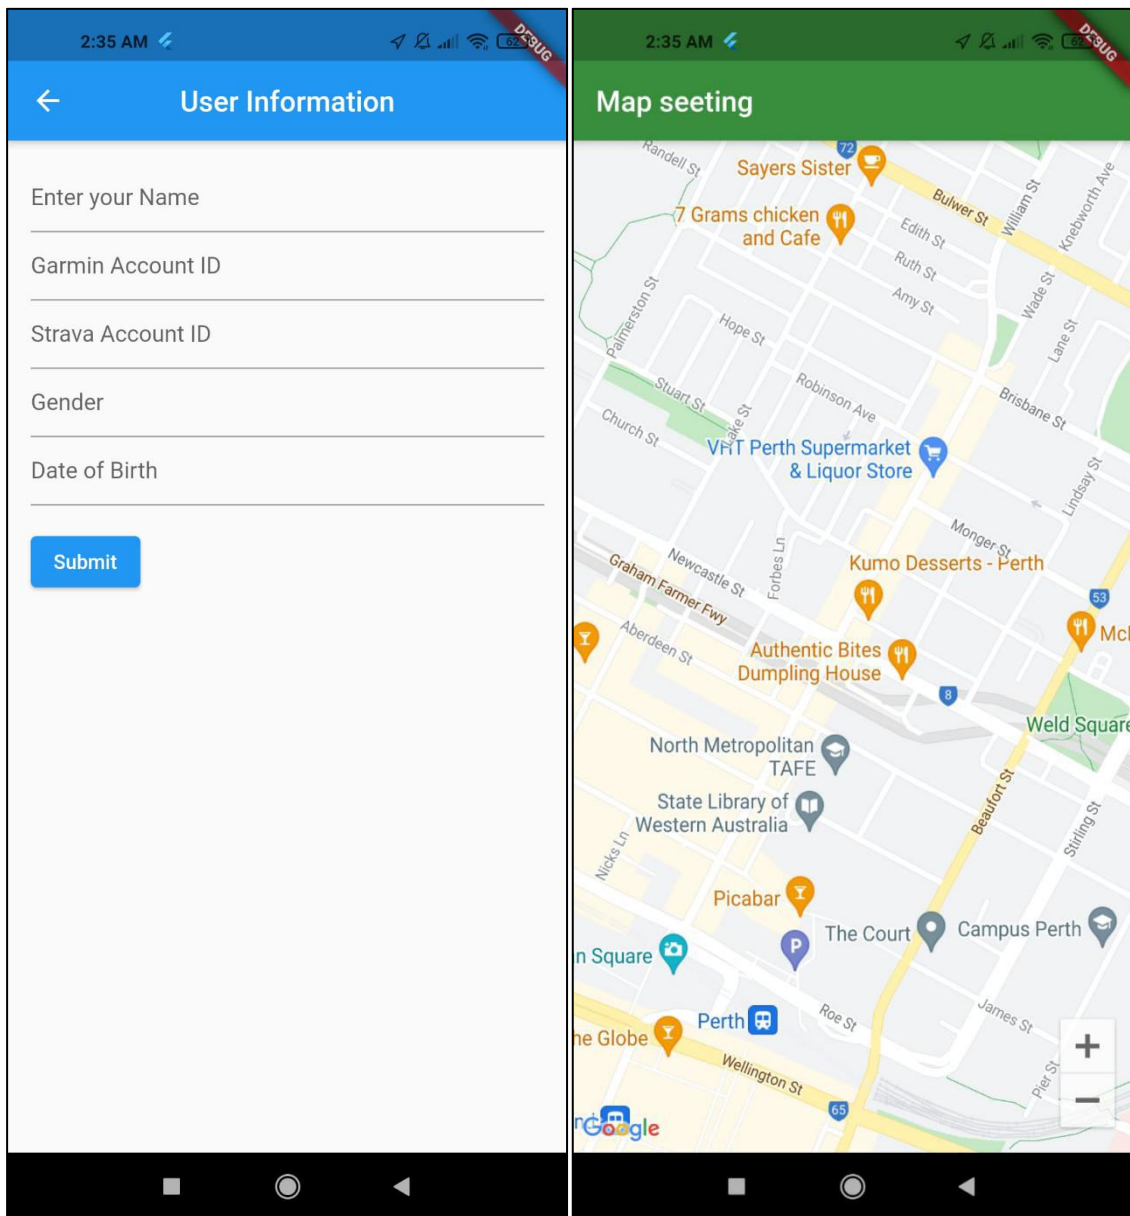 2:35 AM
DEBUG
User Information
Enter your Name
Garmin Account ID
Strava Account ID
Gender
Date of Birth
Submit
2:35 AM
DEBUG
Map seeting
Randell St
72
Sayers Sister
Bulwer St
William St
Knebworth Ave
7 Grams chicken
and Cafe
Edith St
Ruth St
Amy St
Wade St
Palmerston St
Hope St
Lane St
Stuart St
Robinson Ave
Brisbane St
Church St
Lake St
VHT Perth Supermarket
& Liquor Store
Lindsay St
Monger St
Forbes Ln
Newcastle St
Kumo Desserts - Perth
Graham Farmer Fwy
53
Aberdeen St
Authentic Bites
Dumpling House
8
Weld Square
North Metropolitan
TAFE
State Library of
Western Australia
Beaufort St
Stirling St
Nicks Ln
Picabar
The Court
Campus Perth
P
n Square
Perth
Roe St
James St
he Globe
+
Wellington St
Pier St
−
65
Google